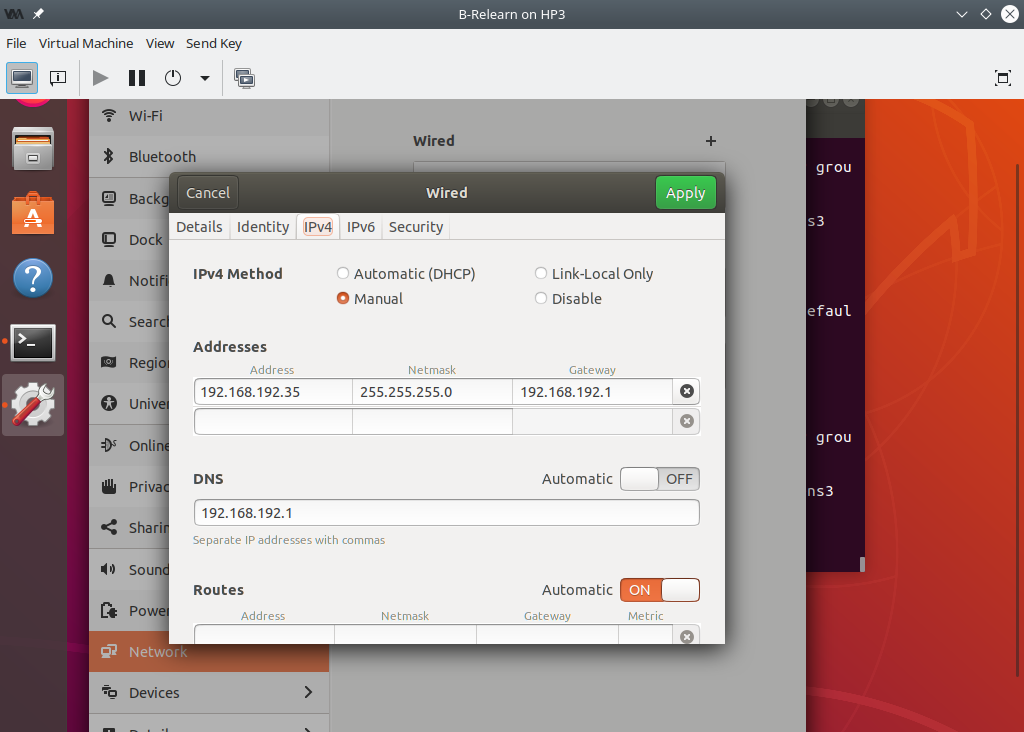 B-Relearn on HP3
File Virtual Machine View Send Key
Wi-Fi
Bluetooth
Backg
Dock
Notifi
Search
Region
Univer
Online
Privac
Sharin
Sound
Power
Network
Devices
Wired +
Cancel Wired Apply
Details Identity IPv4 IPv6 Security
IPv4 Method Automatic (DHCP) Link-Local Only
Manual Disable
Addresses
Address Netmask Gateway
192.168.192.35 255.255.255.0 192.168.192.1
DNS Automatic OFF
192.168.192.1
Separate IP addresses with commas
Routes Automatic ON
Address Netmask Gateway Metric
grou
s3
efaul
grou
ns3